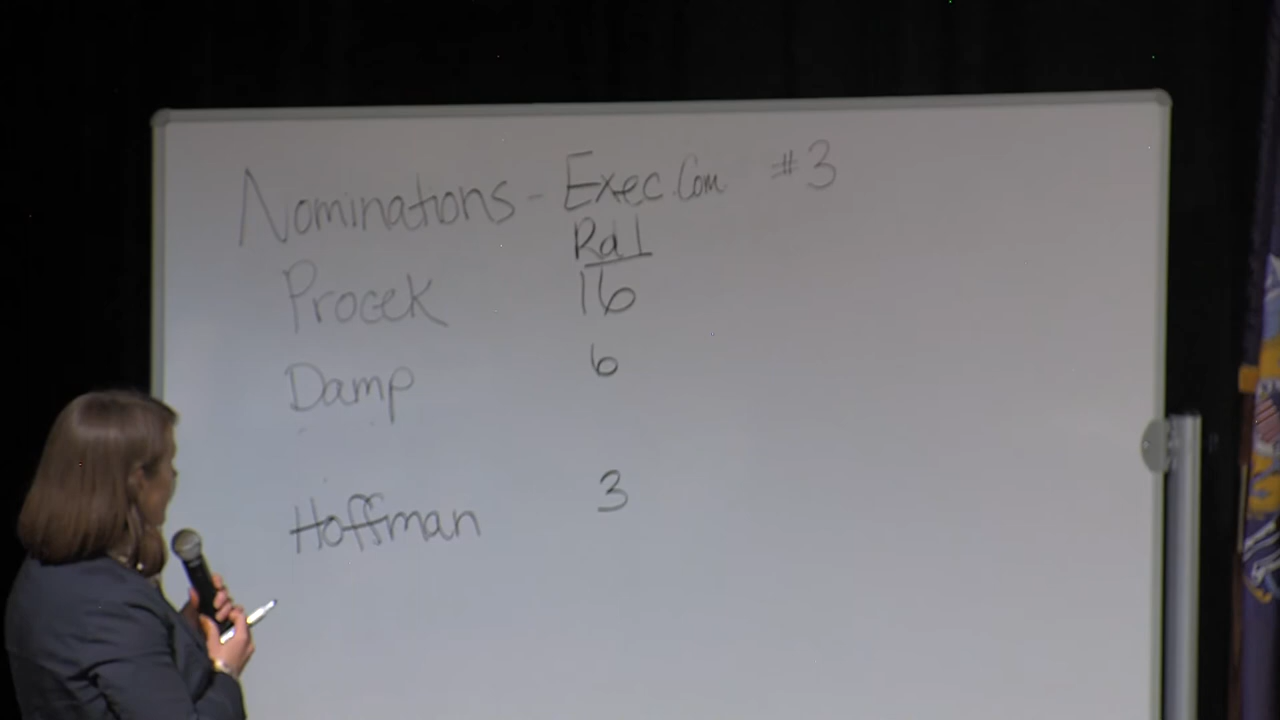 Nominations - Exec. Com #3
Rd 1
Procek 16
Damp 6
Hoffman 3